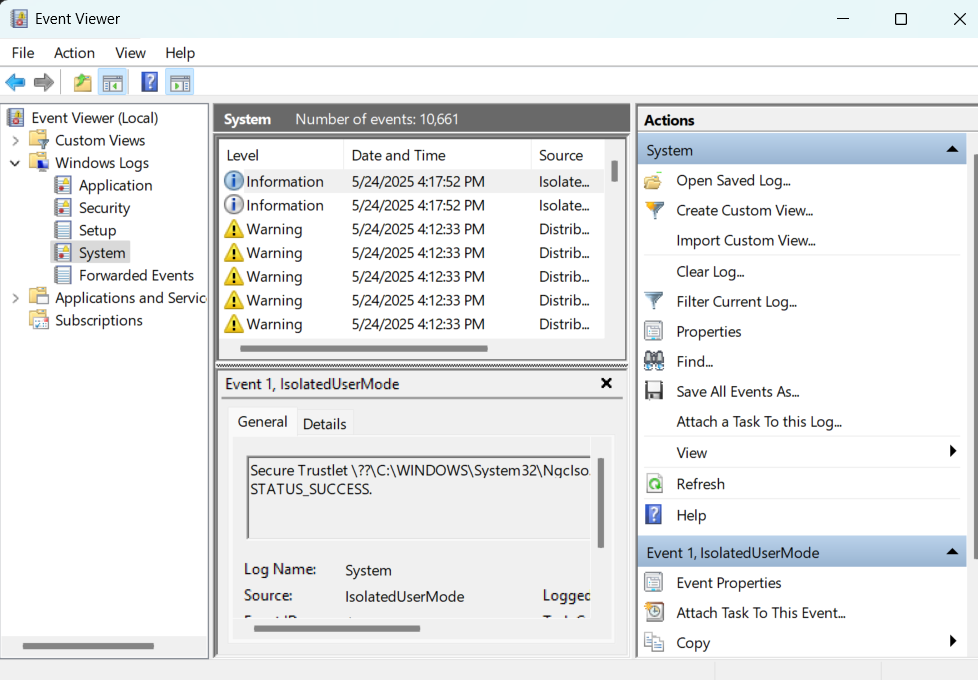 Event Viewer
File Action View Help
Event Viewer (Local)
Custom Views
Windows Logs
Application
Security
Setup
System
Forwarded Events
Applications and Servic
Subscriptions
System Number of events: 10,661
Level Date and Time Source
Information 5/24/2025 4:17:52 PM Isolate...
Information 5/24/2025 4:17:52 PM Isolate...
Warning 5/24/2025 4:12:33 PM Distrib...
Warning 5/24/2025 4:12:33 PM Distrib...
Warning 5/24/2025 4:12:33 PM Distrib...
Warning 5/24/2025 4:12:33 PM Distrib...
Warning 5/24/2025 4:12:33 PM Distrib...
Event 1, IsolatedUserMode
General Details
Secure Trustlet \??\C:\WINDOWS\System32\NgcIso.
STATUS_SUCCESS.
Log Name: System
Source: IsolatedUserMode Logged
Actions
System
Open Saved Log...
Create Custom View...
Import Custom View...
Clear Log...
Filter Current Log...
Properties
Find...
Save All Events As...
Attach a Task To this Log...
View
Refresh
Help
Event 1, IsolatedUserMode
Event Properties
Attach Task To This Event...
Copy